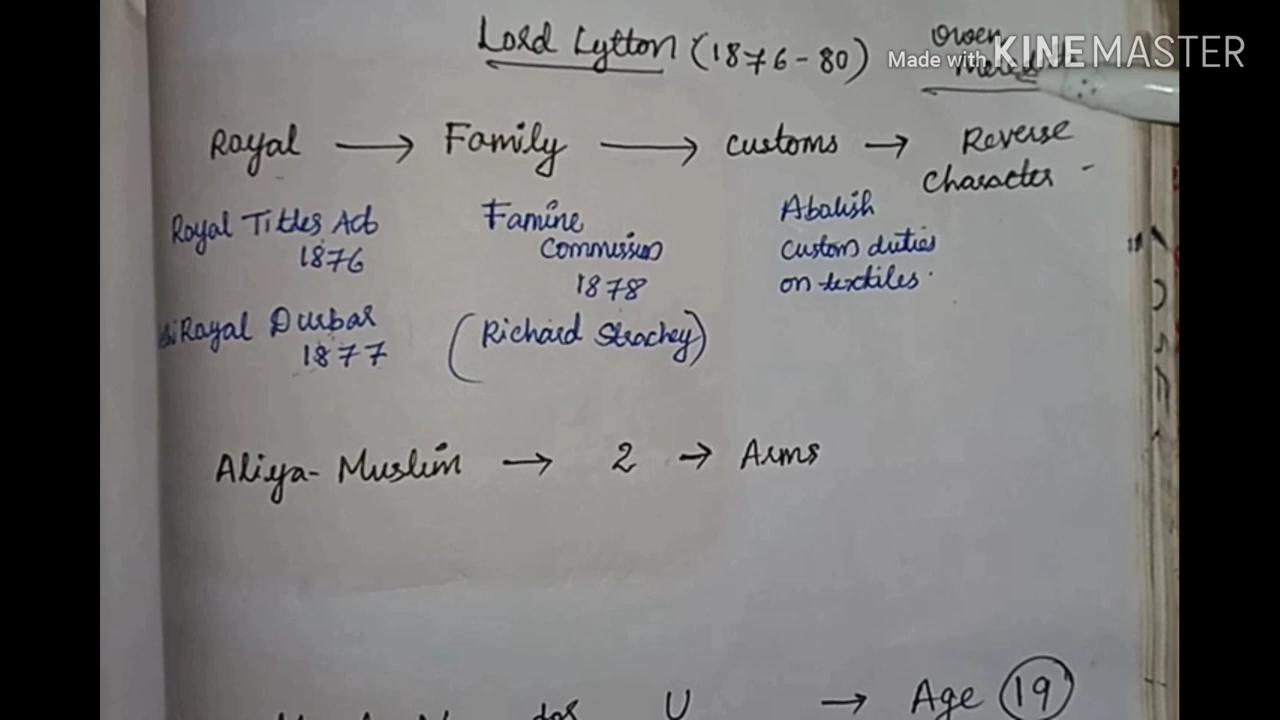 Lord Lytton (1876-80) Owen
Made with KINEMASTER
Royal → Family → customs → Reverse
Character -
Royal Titles Act
1876
Famine
Commission
1878
Abolish
custom duties
on textiles.
Royal Durbar
1877
(Richard Strachey)
Aliya- Muslim → 2 → Arms
U → Age 19